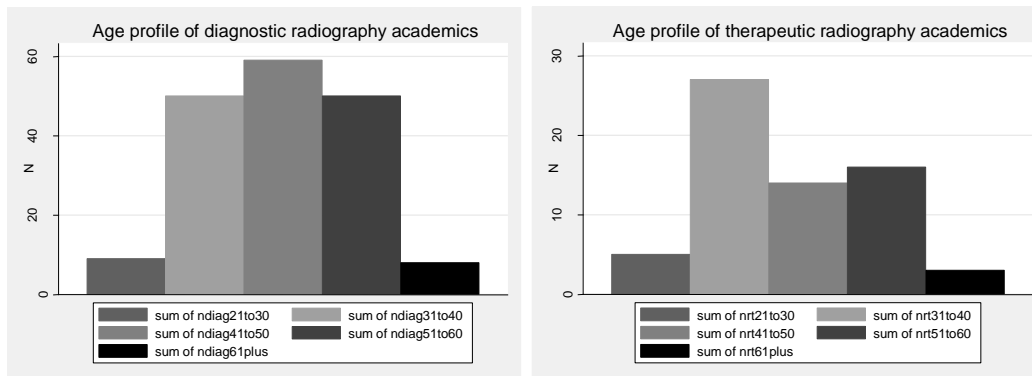 Age profile of diagnostic radiography academics
60
40
20
0
N
sum of ndiag21to30
sum of ndiag31to40
sum of ndiag41to50
sum of ndiag51to60
sum of ndiag61plus
Age profile of therapeutic radiography academics
30
20
10
0
N
sum of nrt21to30
sum of nrt31to40
sum of nrt41to50
sum of nrt51to60
sum of nrt61plus